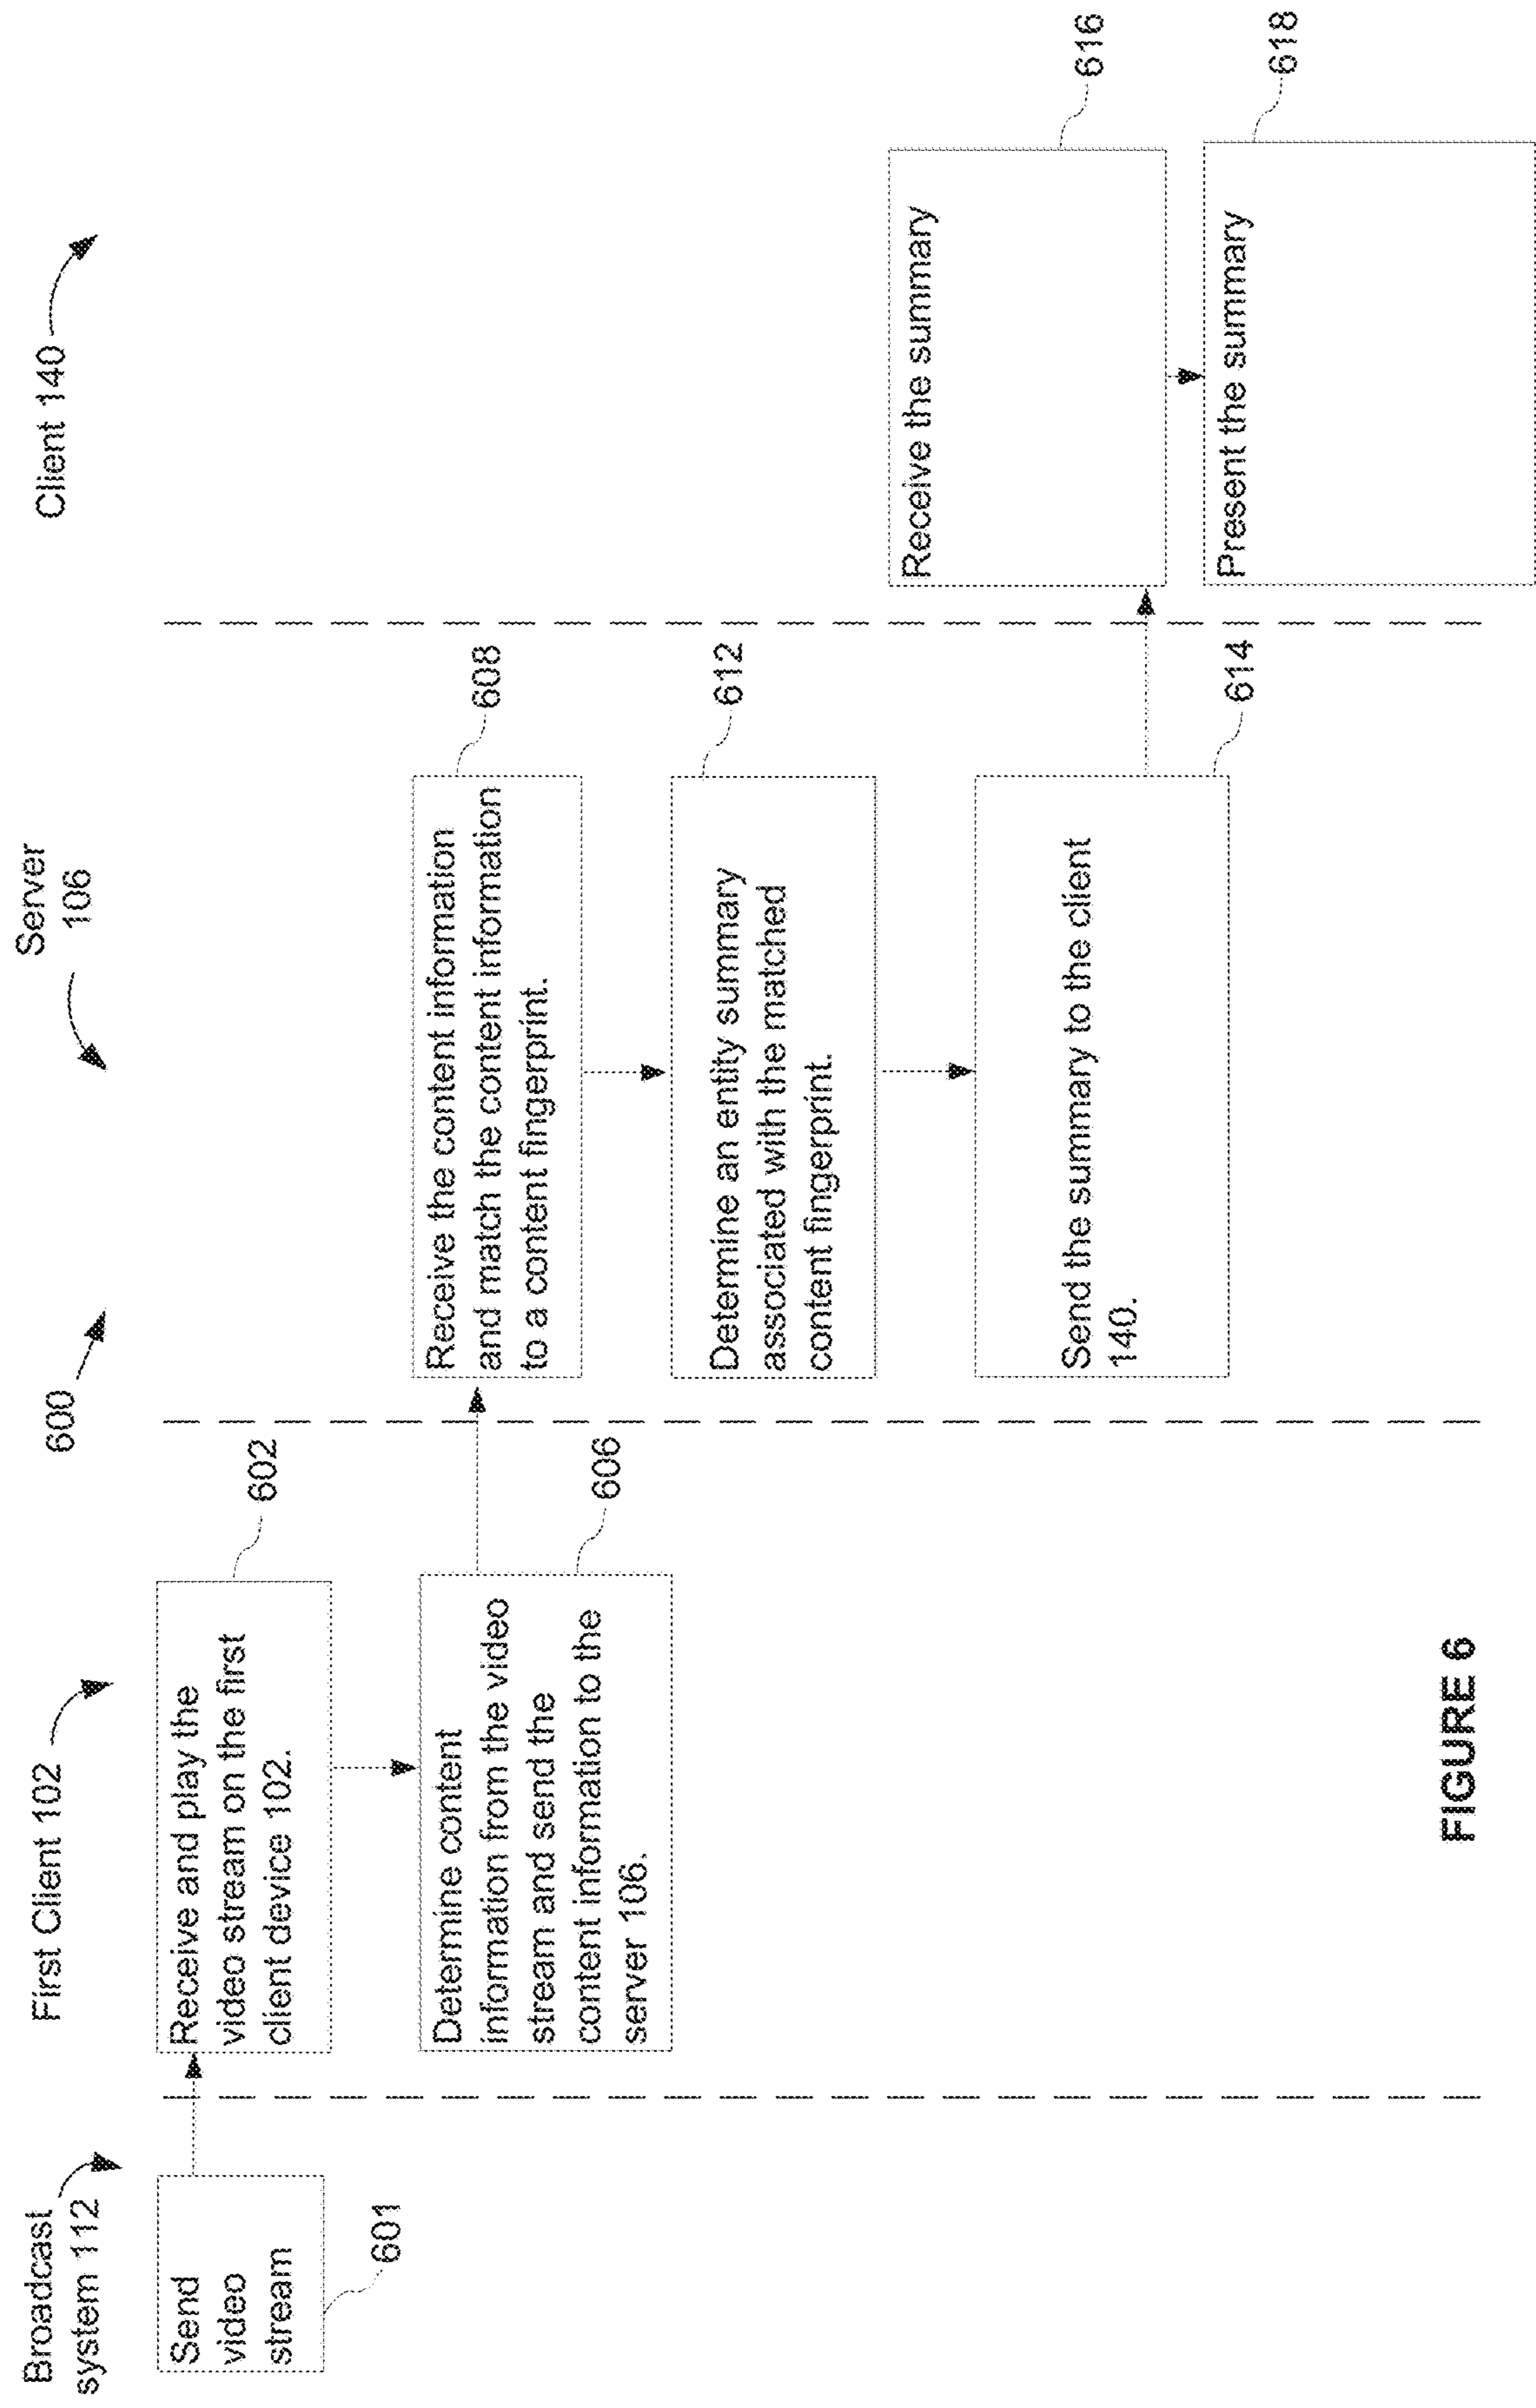 Broadcast
system 112
First Client 102
600
Server
106
Client 140
Send
video
stream
601
Receive and play the
video stream on the first
client device 102.
602
Determine content
information from the video
stream and send the
content information to the
server 106.
606
Receive the content information
and match the content information
to a content fingerprint.
608
Determine an entity summary
associated with the matched
content fingerprint.
612
Send the summary to the client
140.
614
Receive the summary
616
Present the summary
618
FIGURE 6